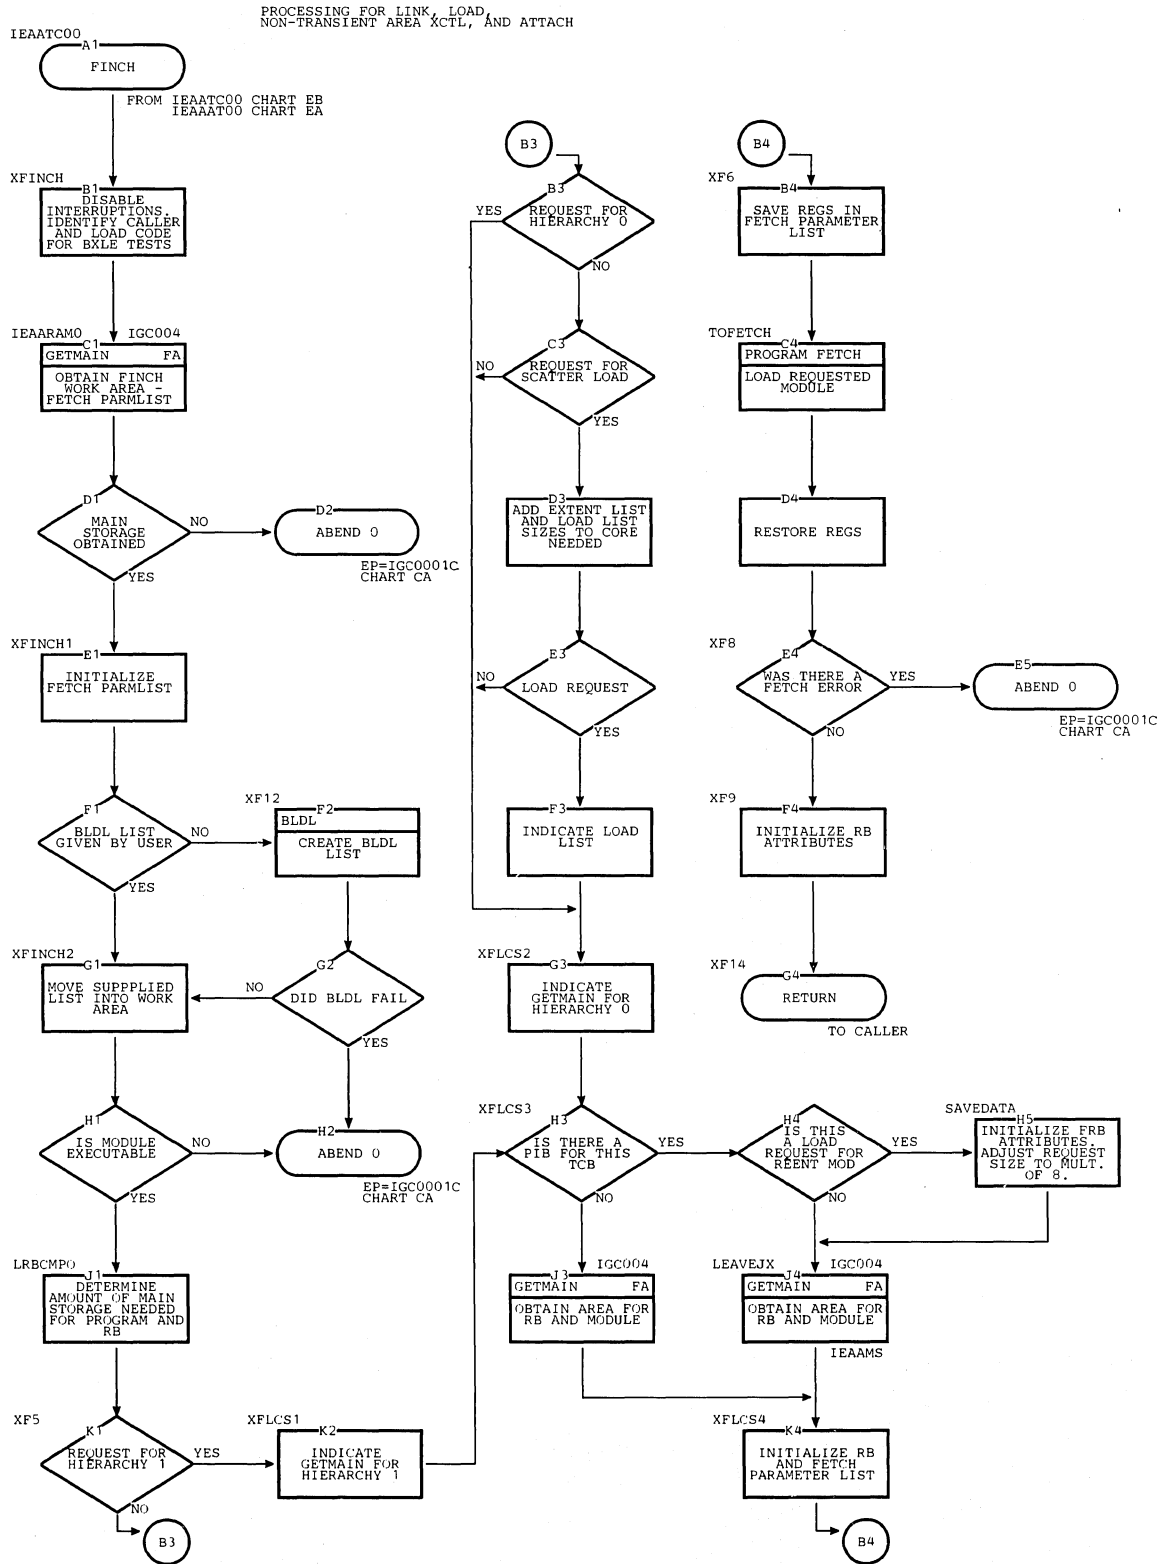 PROCESSING FOR LINK, LOAD,
NON-TRANSIENT AREA XCTL, AND ATTACH
IEAATC00
A1
FINCH
FROM IEAATC00 CHART EB
IEAAAT00 CHART EA
XFINCH
B1
DISABLE
INTERRUPTIONS.
IDENTIFY CALLER
AND LOAD CODE
FOR BXLE TESTS
IEAARAM0 IGC004
C1
GETMAIN FA
OBTAIN FINCH
WORK AREA -
FETCH PARMLIST
D1
MAIN
STORAGE
OBTAINED
NO
YES
D2
ABEND 0
EP=IGC0001C
CHART CA
XFINCH1
E1
INITIALIZE
FETCH PARMLIST
F1
BLDL LIST
GIVEN BY USER
NO
YES
XF12
F2
BLDL
CREATE BLDL
LIST
XFINCH2
G1
MOVE SUPPPLIED
LIST INTO WORK
AREA
G2
DID BLDL FAIL
NO
YES
H1
IS MODULE
EXECUTABLE
NO
YES
H2
ABEND 0
EP=IGC0001C
CHART CA
LRBCMP0
J1
DETERMINE
AMOUNT OF MAIN
STORAGE NEEDED
FOR PROGRAM AND
RB
XF5
K1
REQUEST FOR
HIERARCHY 1
YES
NO
B3
XFLCS1
K2
INDICATE
GETMAIN FOR
HIERARCHY 1
B3
B3
REQUEST FOR
HIERARCHY 0
YES
NO
C3
REQUEST FOR
SCATTER LOAD
NO
YES
D3
ADD EXTENT LIST
AND LOAD LIST
SIZES TO CORE
NEEDED
E3
LOAD REQUEST
NO
YES
F3
INDICATE LOAD
LIST
XFLCS2
G3
INDICATE
GETMAIN FOR
HIERARCHY 0
XFLCS3
H3
IS THERE A
PIB FOR THIS
TCB
YES
NO
IGC004
J3
GETMAIN FA
OBTAIN AREA FOR
RB AND MODULE
B4
XF6
B4
SAVE REGS IN
FETCH PARAMETER
LIST
TOFETCH
C4
PROGRAM FETCH
LOAD REQUESTED
MODULE
D4
RESTORE REGS
XF8
E4
WAS THERE A
FETCH ERROR
YES
NO
E5
ABEND 0
EP=IGC0001C
CHART CA
XF9
F4
INITIALIZE RB
ATTRIBUTES
XF14
G4
RETURN
TO CALLER
H4
IS THIS
A LOAD
REQUEST FOR
REENT MOD
YES
NO
SAVEDATA
H5
INITIALIZE FRB
ATTRIBUTES.
ADJUST REQUEST
SIZE TO MULT.
OF 8.
LEAVEJX IGC004
J4
GETMAIN FA
OBTAIN AREA FOR
RB AND MODULE
IEAAMS
XFLCS4
K4
INITIALIZE RB
AND FETCH
PARAMETER LIST
B4